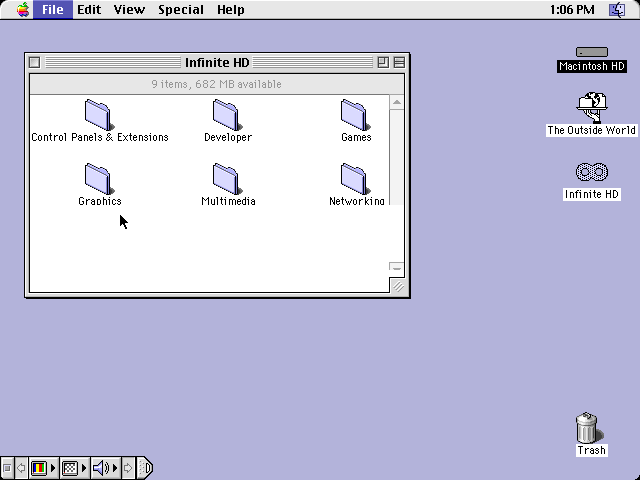 File Edit View Special Help 1:06 PM
Infinite HD
9 items, 682 MB available
Control Panels & Extensions Developer Games
Graphics Multimedia Networking
Macintosh HD
The Outside World
Infinite HD
Trash